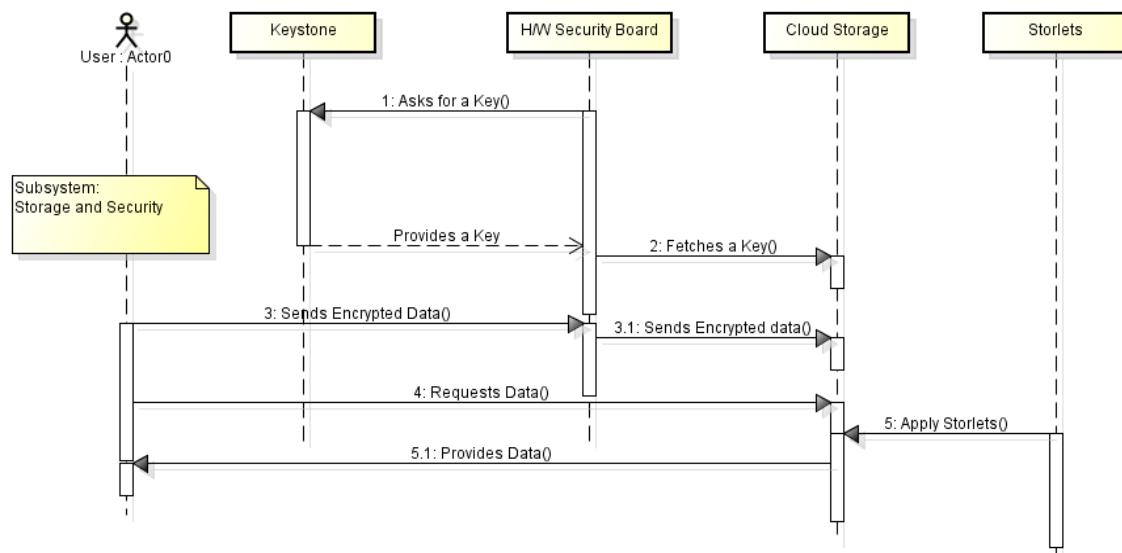 Keystone
H/W Security Board
Cloud Storage
Storlets
User : Actor0
1: Asks for a Key()
Subsystem:
Storage and Security
Provides a Key
2: Fetches a Key()
3: Sends Encrypted Data()
3.1: Sends Encrypted data()
4: Requests Data()
5: Apply Storlets()
5.1: Provides Data()